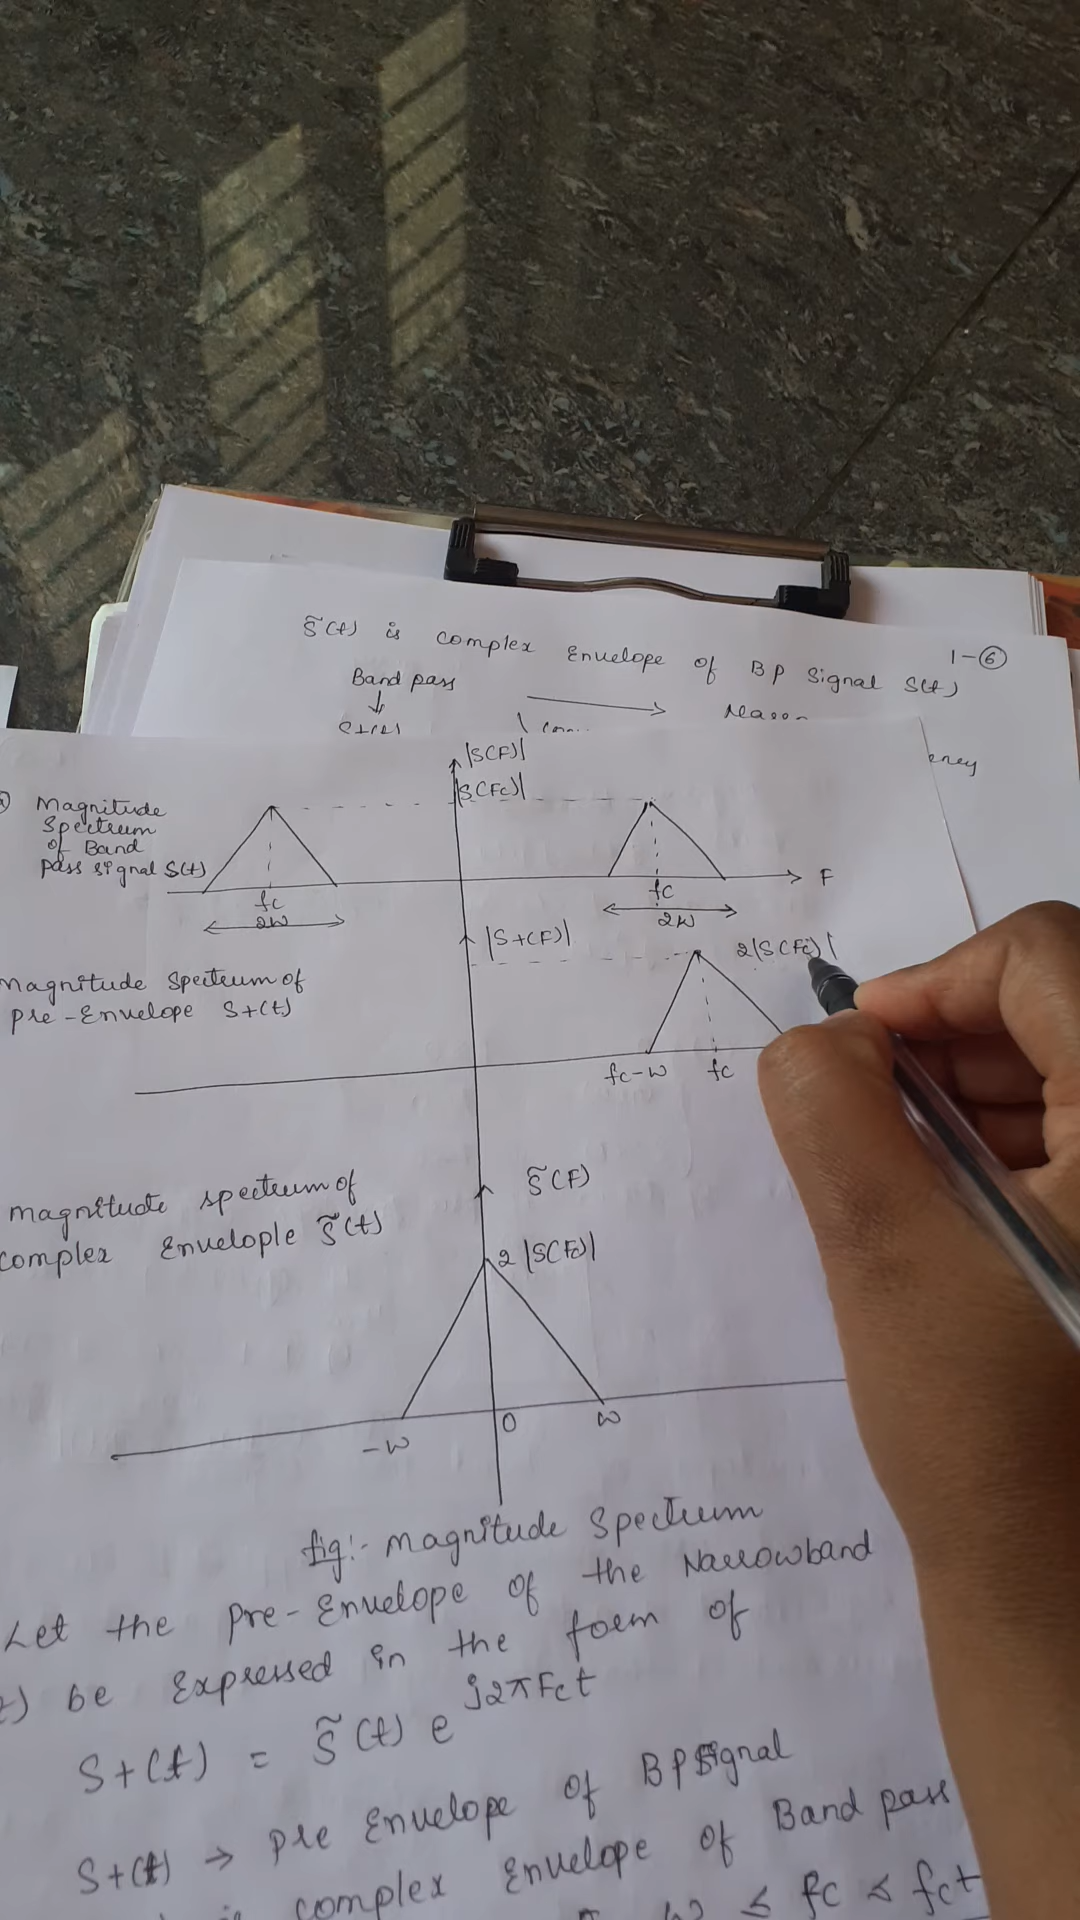 S̃(t) is complex Envelope of BP signal S(t)
1-6
Band pass
↓
|S(F)|
|S(Fc)|
Magnitude
Spectrum
of Band
pass signal S(t)
fc
2W
fc
2W
F
|S+(F)|
2|S(Fc)|
Magnitude Spectrum of
pre-Envelope S+(t)
fc-W
fc
magnitude spectrum of
complex Envelople S̃(t)
S̃(F)
2|S(Fc)|
-W
0
W
fig:- magnitude Spectrum
Let the pre-Envelope of the Narrowband
t) be Expressed in the form of
S+(t) = S̃(t) e^j2πFct
S+(t) → pre Envelope of BP Signal
complex Envelope of Band pass
≤ fc ≤ fc+